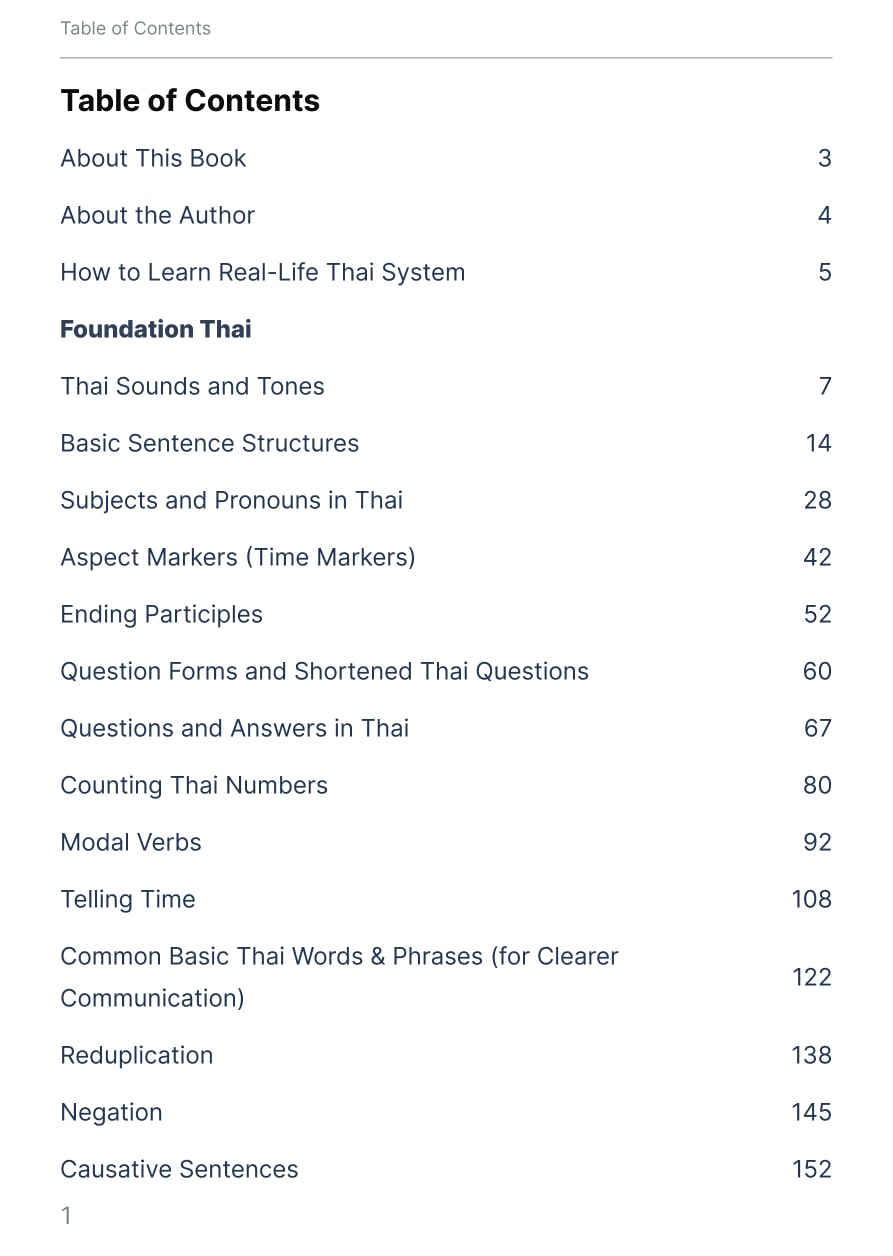 Table of Contents
Table of Contents
About This Book 3
About the Author 4
How to Learn Real-Life Thai System 5
Foundation Thai
Thai Sounds and Tones 7
Basic Sentence Structures 14
Subjects and Pronouns in Thai 28
Aspect Markers (Time Markers) 42
Ending Participles 52
Question Forms and Shortened Thai Questions 60
Questions and Answers in Thai 67
Counting Thai Numbers 80
Modal Verbs 92
Telling Time 108
Common Basic Thai Words & Phrases (for Clearer
Communication) 122
Reduplication 138
Negation 145
Causative Sentences 152
1